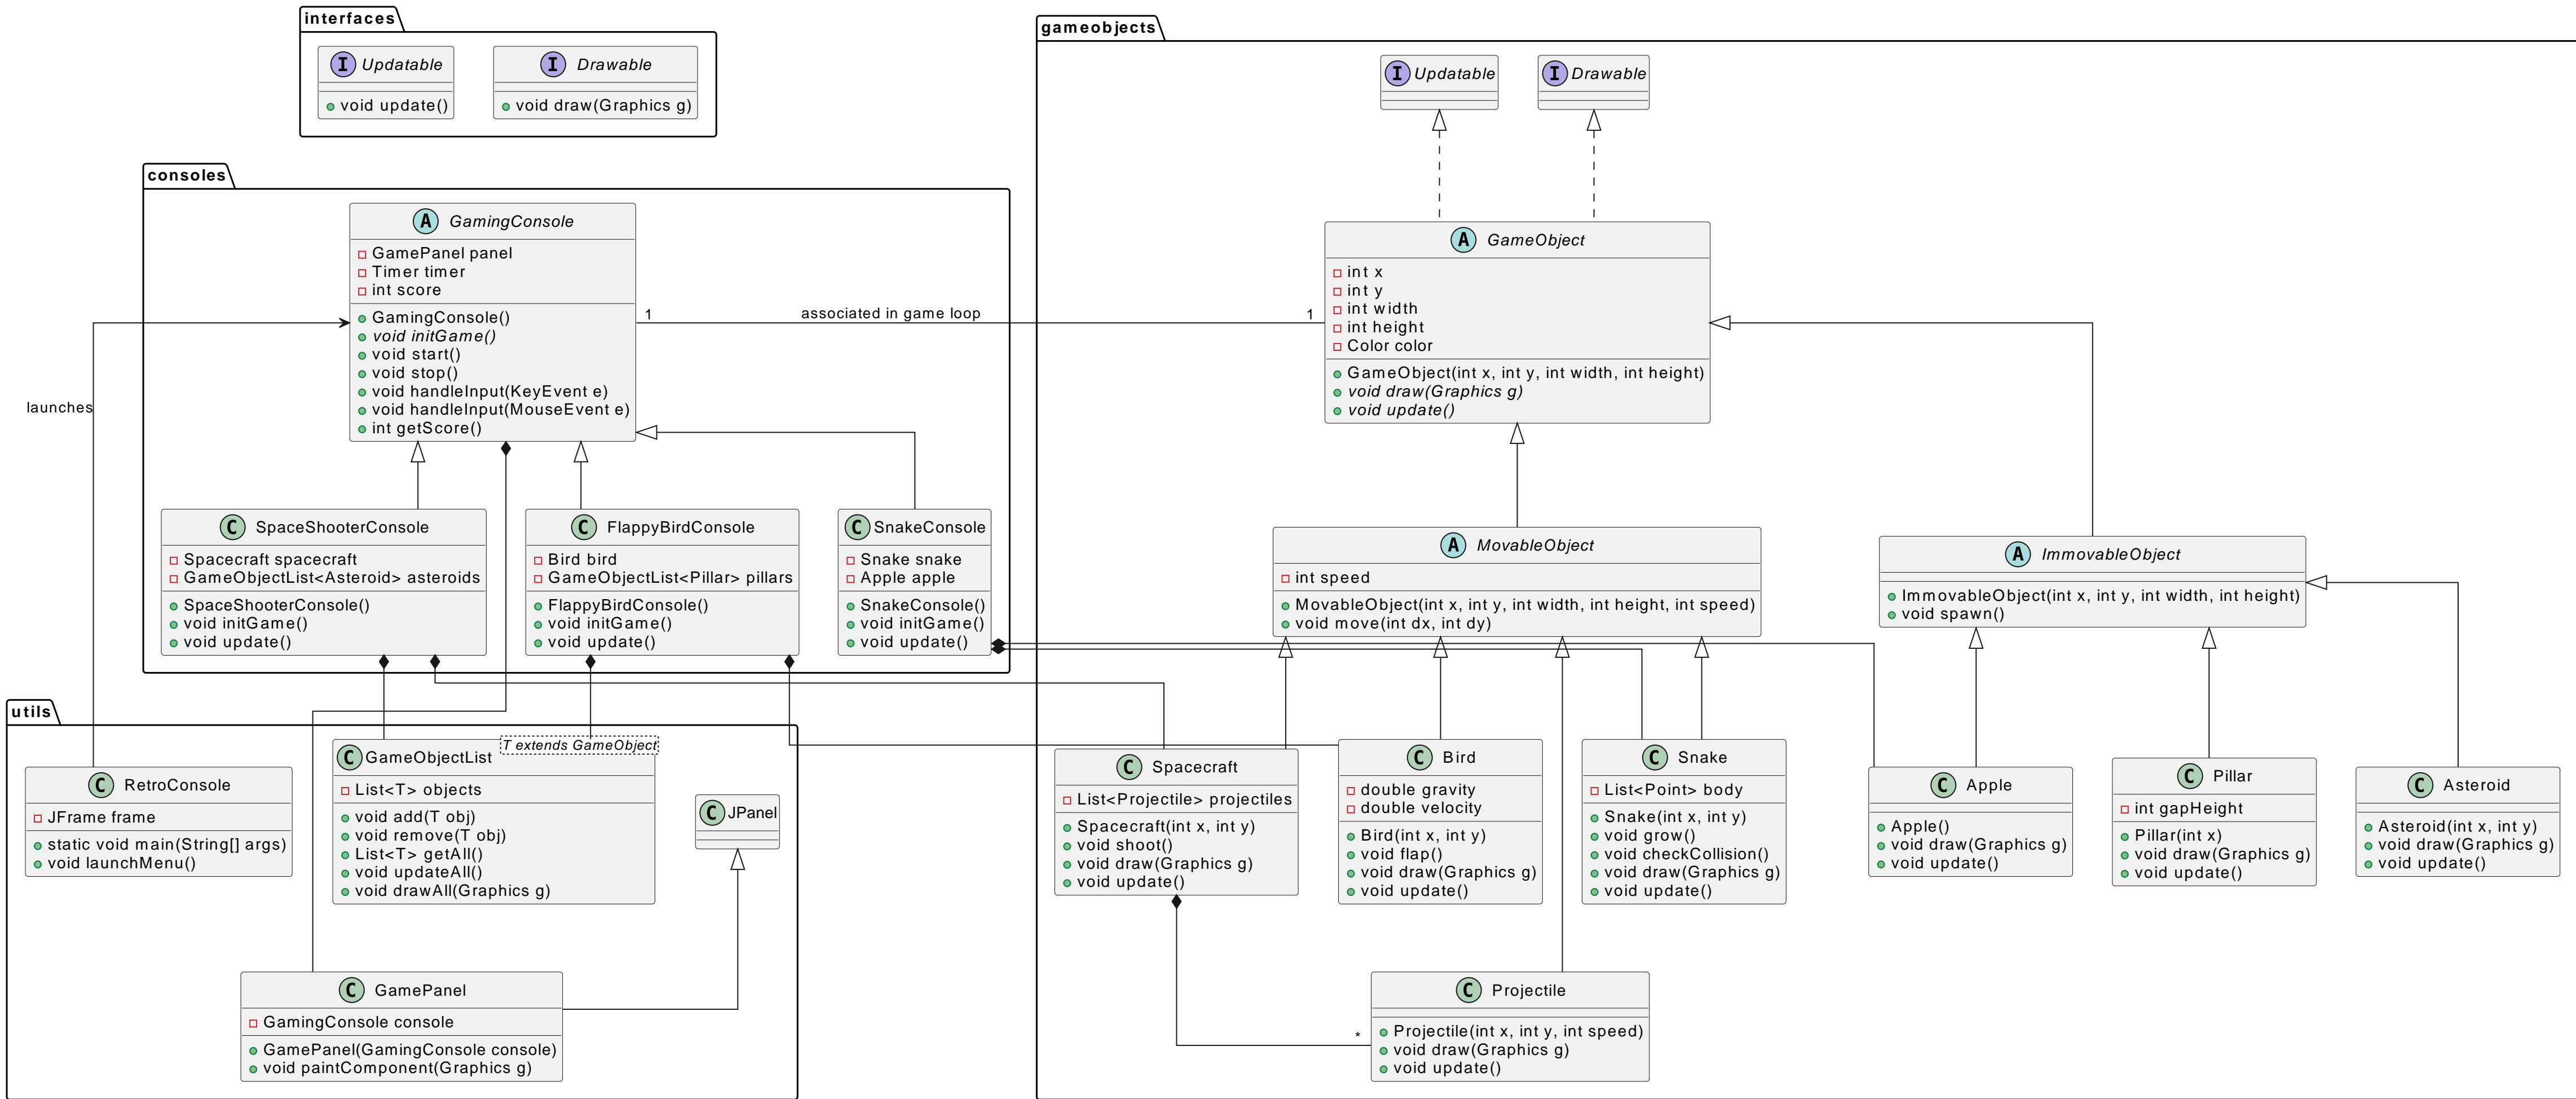 interfaces
I Updatable
void update()
I Drawable
void draw(Graphics g)
consoles
A GamingConsole
GamePanel panel
Timer timer
int score
GamingConsole()
void initGame()
void start()
void stop()
void handleInput(KeyEvent e)
void handleInput(MouseEvent e)
int getScore()
1
associated in game loop
1
launches
C SpaceShooterConsole
Spacecraft spacecraft
GameObjectList<Asteroid> asteroids
SpaceShooterConsole()
void initGame()
void update()
C FlappyBirdConsole
Bird bird
GameObjectList<Pillar> pillars
FlappyBirdConsole()
void initGame()
void update()
C SnakeConsole
Snake snake
Apple apple
SnakeConsole()
void initGame()
void update()
utils
C RetroConsole
JFrame frame
static void main(String[] args)
void launchMenu()
C GameObjectList
T extends GameObject
List<T> objects
void add(T obj)
void remove(T obj)
List<T> getAll()
void updateAll()
void drawAll(Graphics g)
C JPanel
C GamePanel
GamingConsole console
GamePanel(GamingConsole console)
void paintComponent(Graphics g)
gameobjects
I Updatable
I Drawable
A GameObject
int x
int y
int width
int height
Color color
GameObject(int x, int y, int width, int height)
void draw(Graphics g)
void update()
A MovableObject
int speed
MovableObject(int x, int y, int width, int height, int speed)
void move(int dx, int dy)
A ImmovableObject
ImmovableObject(int x, int y, int width, int height)
void spawn()
C Spacecraft
List<Projectile> projectiles
Spacecraft(int x, int y)
void shoot()
void draw(Graphics g)
void update()
C Bird
double gravity
double velocity
Bird(int x, int y)
void flap()
void draw(Graphics g)
void update()
C Snake
List<Point> body
Snake(int x, int y)
void grow()
void checkCollision()
void draw(Graphics g)
void update()
C Apple
Apple()
void draw(Graphics g)
void update()
C Pillar
int gapHeight
Pillar(int x)
void draw(Graphics g)
void update()
C Asteroid
Asteroid(int x, int y)
void draw(Graphics g)
void update()
*
C Projectile
Projectile(int x, int y, int speed)
void draw(Graphics g)
void update()